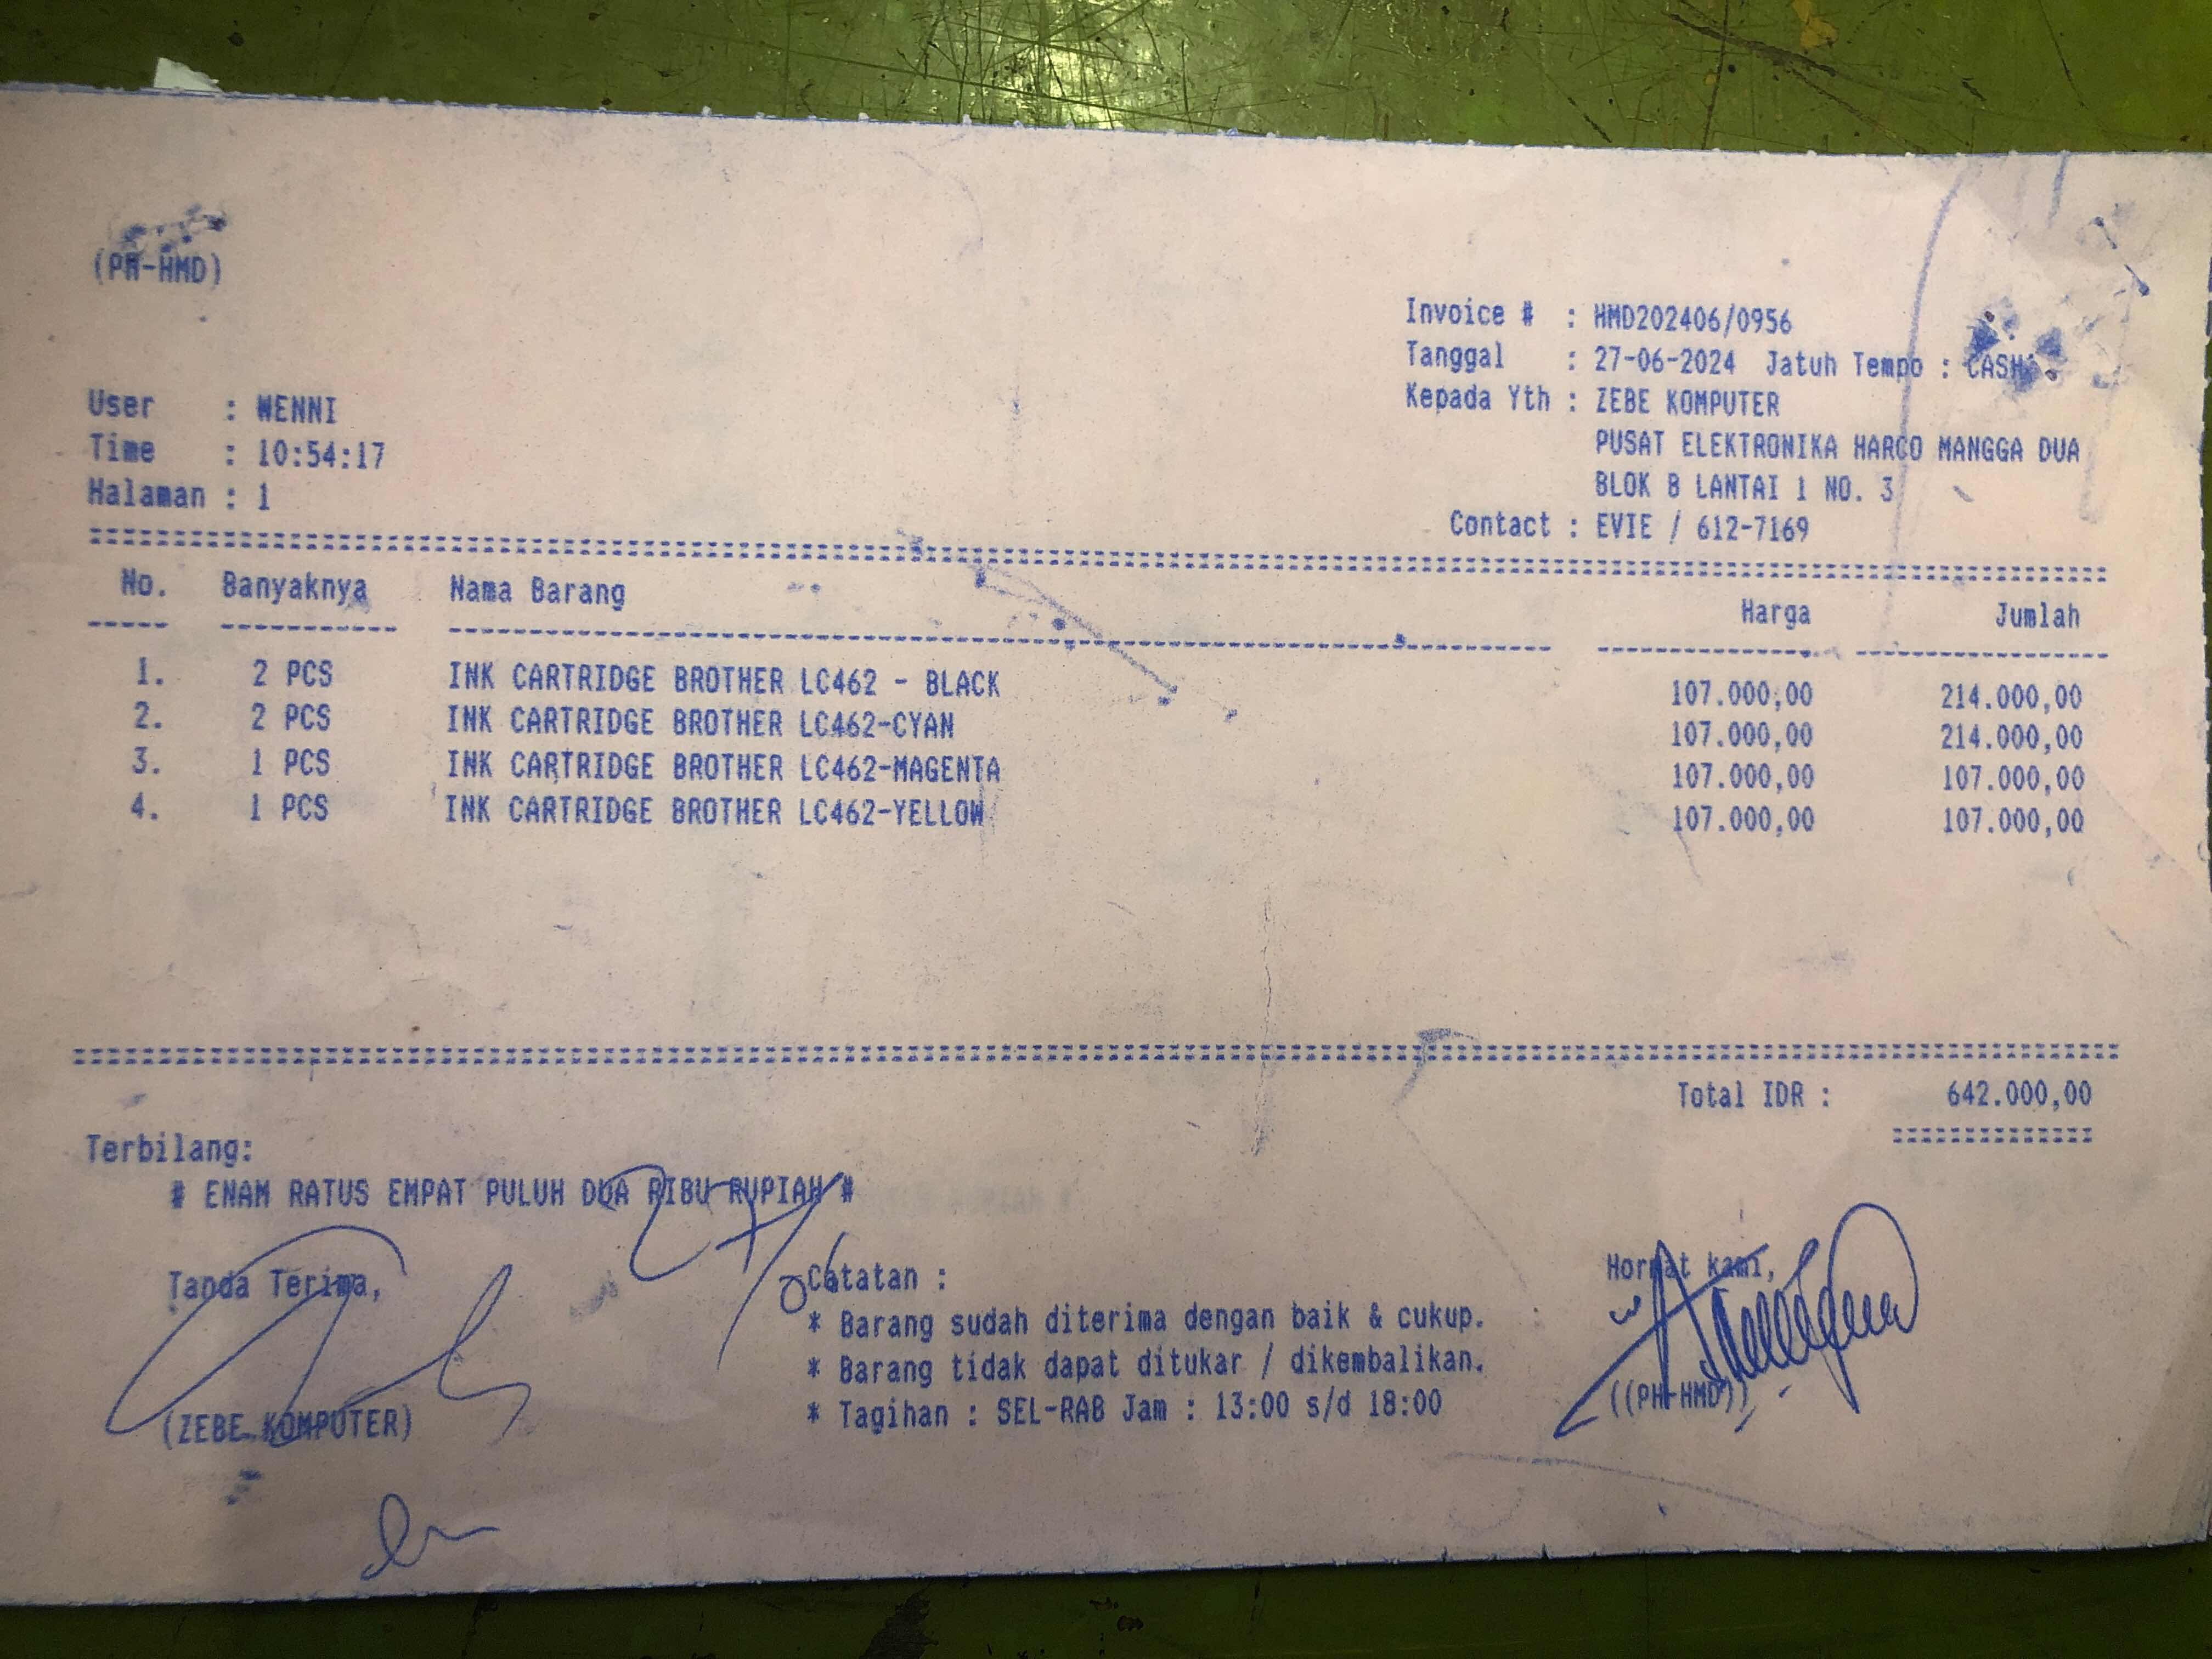 (PH-HMD)
Invoice # : HMD202406/0956
Tanggal : 27-06-2024 Jatuh Tempo : CASH
Kepada Yth : ZEBE KOMPUTER
PUSAT ELEKTRONIKA HARCO MANGGA DUA
BLOK B LANTAI 1 NO. 3
Contact : EVIE / 612-7169
User : WENNI
Time : 10:54:17
Halaman : 1
No. Banyaknya Nama Barang Harga Jumlah
1. 2 PCS INK CARTRIDGE BROTHER LC462 - BLACK 107.000,00 214.000,00
2. 2 PCS INK CARTRIDGE BROTHER LC462-CYAN 107.000,00 214.000,00
3. 1 PCS INK CARTRIDGE BROTHER LC462-MAGENTA 107.000,00 107.000,00
4. 1 PCS INK CARTRIDGE BROTHER LC462-YELLOW 107.000,00 107.000,00
Total IDR : 642.000,00
Terbilang:
# ENAM RATUS EMPAT PULUH DUA RIBU RUPIAH #
Tanda Terima,
(ZEBE KOMPUTER)
Catatan :
* Barang sudah diterima dengan baik & cukup.
* Barang tidak dapat ditukar / dikembalikan.
* Tagihan : SEL-RAB Jam : 13:00 s/d 18:00
Hormat kami,
((PH-HMD))